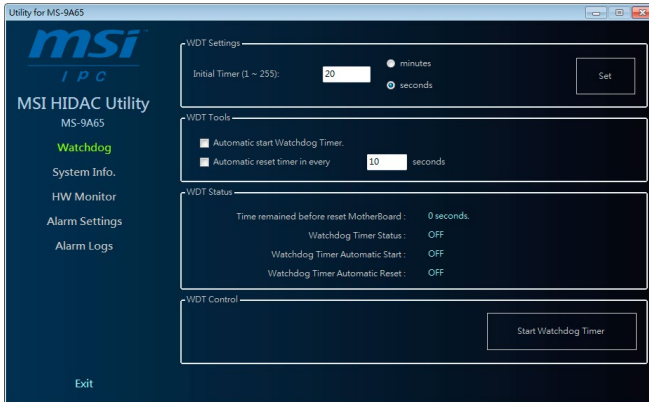 Utility for MS-9A65
msi
IPC
MSI HIDAC Utility
MS-9A65
Watchdog
System Info.
HW Monitor
Alarm Settings
Alarm Logs
Exit
WDT Settings
Initial Timer (1 ~ 255):
20
minutes
seconds
Set
WDT Tools
Automatic start Watchdog Timer.
Automatic reset timer in every 10 seconds
WDT Status
Time remained before reset MotherBoard : 0 seconds.
Watchdog Timer Status : OFF
Watchdog Timer Automatic Start : OFF
Watchdog Timer Automatic Reset : OFF
WDT Control
Start Watchdog Timer